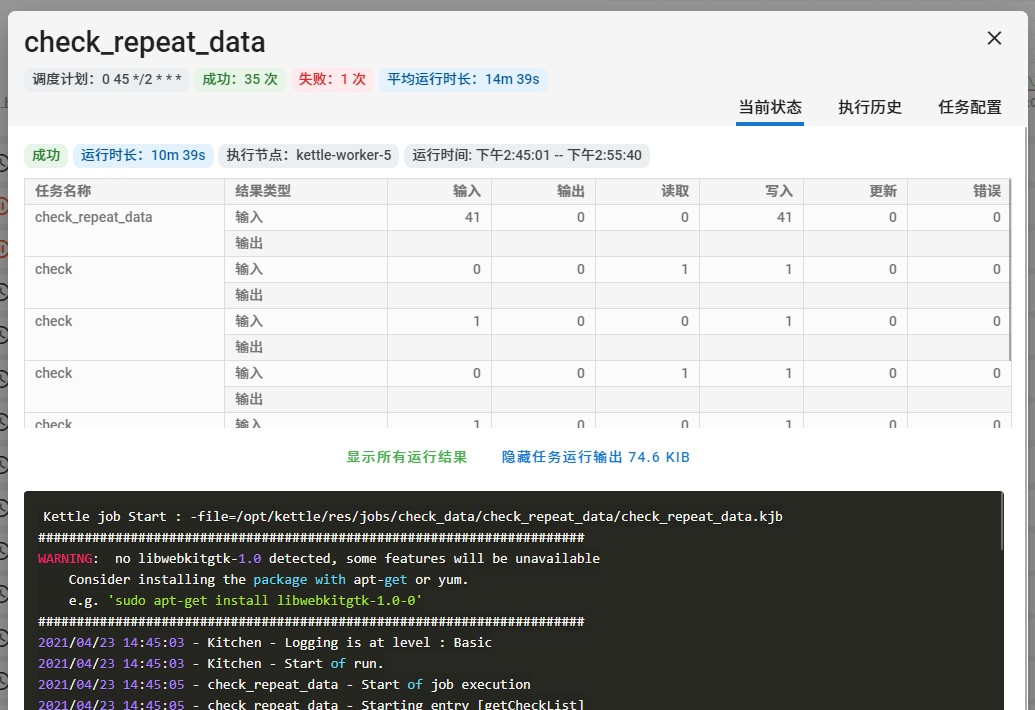 check_repeat_data
调度计划：0 45 */2 * * * 成功：35 次 失败：1 次 平均运行时长：14m 39s
当前状态 执行历史 任务配置
成功 运行时长：10m 39s 执行节点：kettle-worker-5 运行时间: 下午2:45:01 -- 下午2:55:40
任务名称 结果类型 输入 输出 读取 写入 更新 错误
check_repeat_data 输入 41 0 0 41 0 0
输出
check 输入 0 0 1 1 0 0
输出
check 输入 1 0 0 1 0 0
输出
check 输入 0 0 1 1 0 0
输出
check 输入 1 0 0 1 0 0
显示所有运行结果 隐藏任务运行输出 74.6 KIB
Kettle job Start : -file=/opt/kettle/res/jobs/check_data/check_repeat_data/check_repeat_data.kjb
#######################################################################
WARNING: no libwebkitgtk-1.0 detected, some features will be unavailable
Consider installing the package with apt-get or yum.
e.g. 'sudo apt-get install libwebkitgtk-1.0-0'
#######################################################################
2021/04/23 14:45:03 - Kitchen - Logging is at level : Basic
2021/04/23 14:45:03 - Kitchen - Start of run.
2021/04/23 14:45:05 - check_repeat_data - Start of job execution
2021/04/23 14:45:05 - check_repeat_data - Starting entry [getCheckList]